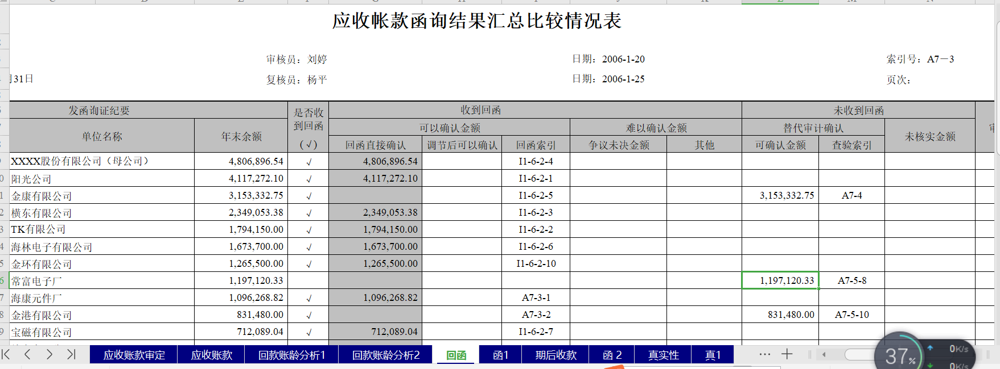 应收帐款函询结果汇总比较情况表
审核员：刘婷 日期：2006-1-20 索引号：A7－3
31日 复核员：杨平 日期：2006-1-25 页次：
发函询证纪要 是否收到回函（√） 收到回函 未收到回函
可以确认金额 难以确认金额 替代审计确认 未核实金额
单位名称 年末余额 回函直接确认 调节后可以确认 回函索引 争议未决金额 其他 可确认金额 查验索引
XXXX股份有限公司（母公司） 4,806,896.54 √ 4,806,896.54 I1-6-2-4
阳光公司 4,117,272.10 √ 4,117,272.10 I1-6-2-1
金康有限公司 3,153,332.75 √ I1-6-2-5 3,153,332.75 A7-4
横东有限公司 2,349,053.38 √ 2,349,053.38 I1-6-2-3
TK有限公司 1,794,150.00 √ 1,794,150.00 I1-6-2-2
海林电子有限公司 1,673,700.00 √ 1,673,700.00 I1-6-2-6
金环有限公司 1,265,500.00 √ 1,265,500.00 I1-6-2-10
常富电子厂 1,197,120.33 1,197,120.33 A7-5-8
海康元件厂 1,096,268.82 √ 1,096,268.82 A7-3-1
金港有限公司 831,480.00 √ A7-3-2 831,480.00 A7-5-10
宝磁有限公司 712,089.04 √ 712,089.04 I1-6-2-7
应收账款审定 应收账款 回款账龄分析1 回款账龄分析2 回函 函1 期后收款 函 2 真实性 真1 ···
37% 0K/s
0K/s